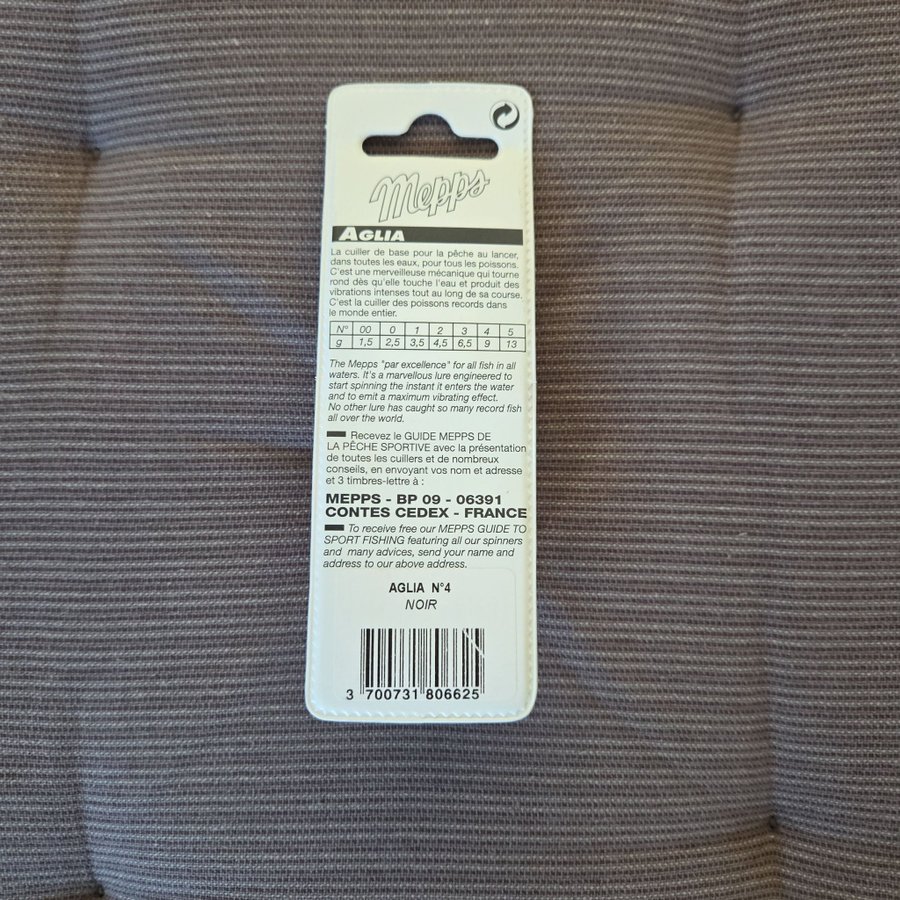 Mepps
AGLIA
La cuiller de base pour la pêche au lancer,
dans toutes les eaux, pour tous les poissons.
C'est une merveilleuse mécanique qui tourne
rond dès qu'elle touche l'eau et produit des
vibrations intenses tout au long de sa course.
C'est la cuiller des poissons records dans
le monde entier.
N° 00 0 1 2 3 4 5
g 1,5 2,5 3,5 4,5 6,5 9 13
The Mepps "par excellence" for all fish in all
waters. It's a marvellous lure engineered to
start spinning the instant it enters the water
and to emit a maximum vibrating effect.
No other lure has caught so many record fish
all over the world.
Recevez le GUIDE MEPPS DE
LA PÊCHE SPORTIVE avec la présentation
de toutes les cuillers et de nombreux
conseils, en envoyant vos nom et adresse
et 3 timbres-lettre à :
MEPPS - BP 09 - 06391
CONTES CEDEX - FRANCE
To receive free our MEPPS GUIDE TO
SPORT FISHING featuring all our spinners
and many advices, send your name and
address to our above address.
AGLIA N°4
NOIR
3 700731 806625